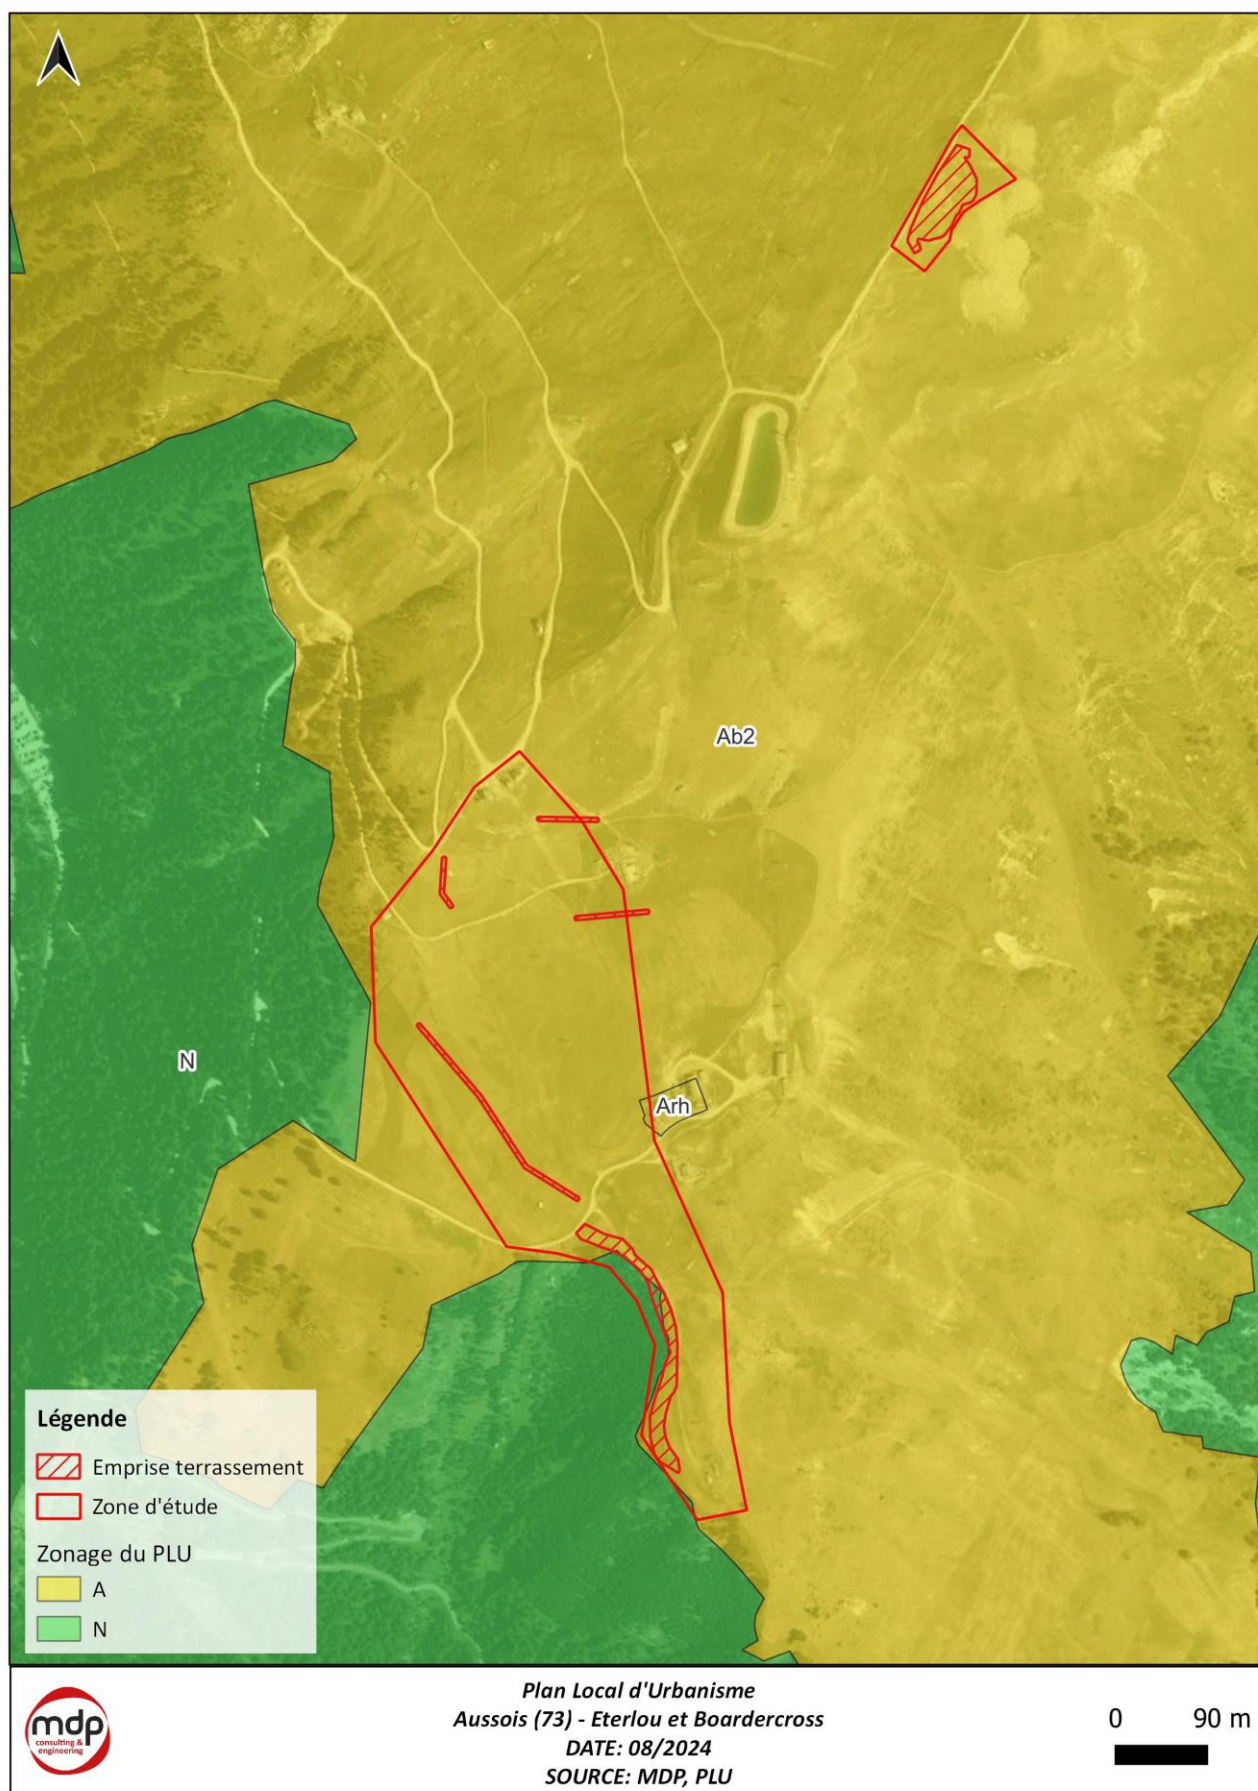 Ab2
N
Arh
Légende
Emprise terrassement
Zone d'étude
Zonage du PLU
A
N
mdp
consulting &
engineering
Plan Local d'Urbanisme
Aussois (73) - Eterlou et Boardercross
DATE: 08/2024
SOURCE: MDP, PLU
0 90 m